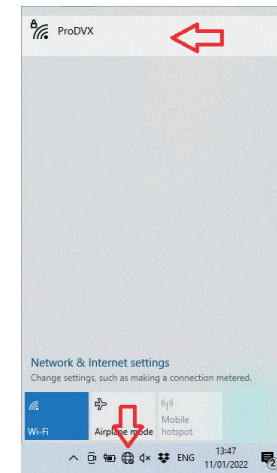 ProDVX
Network & Internet settings
Change settings, such as making a connection metered.
Wi-Fi
Airplane mode
Mobile
hotspot
ENG
13:47
11/01/2022